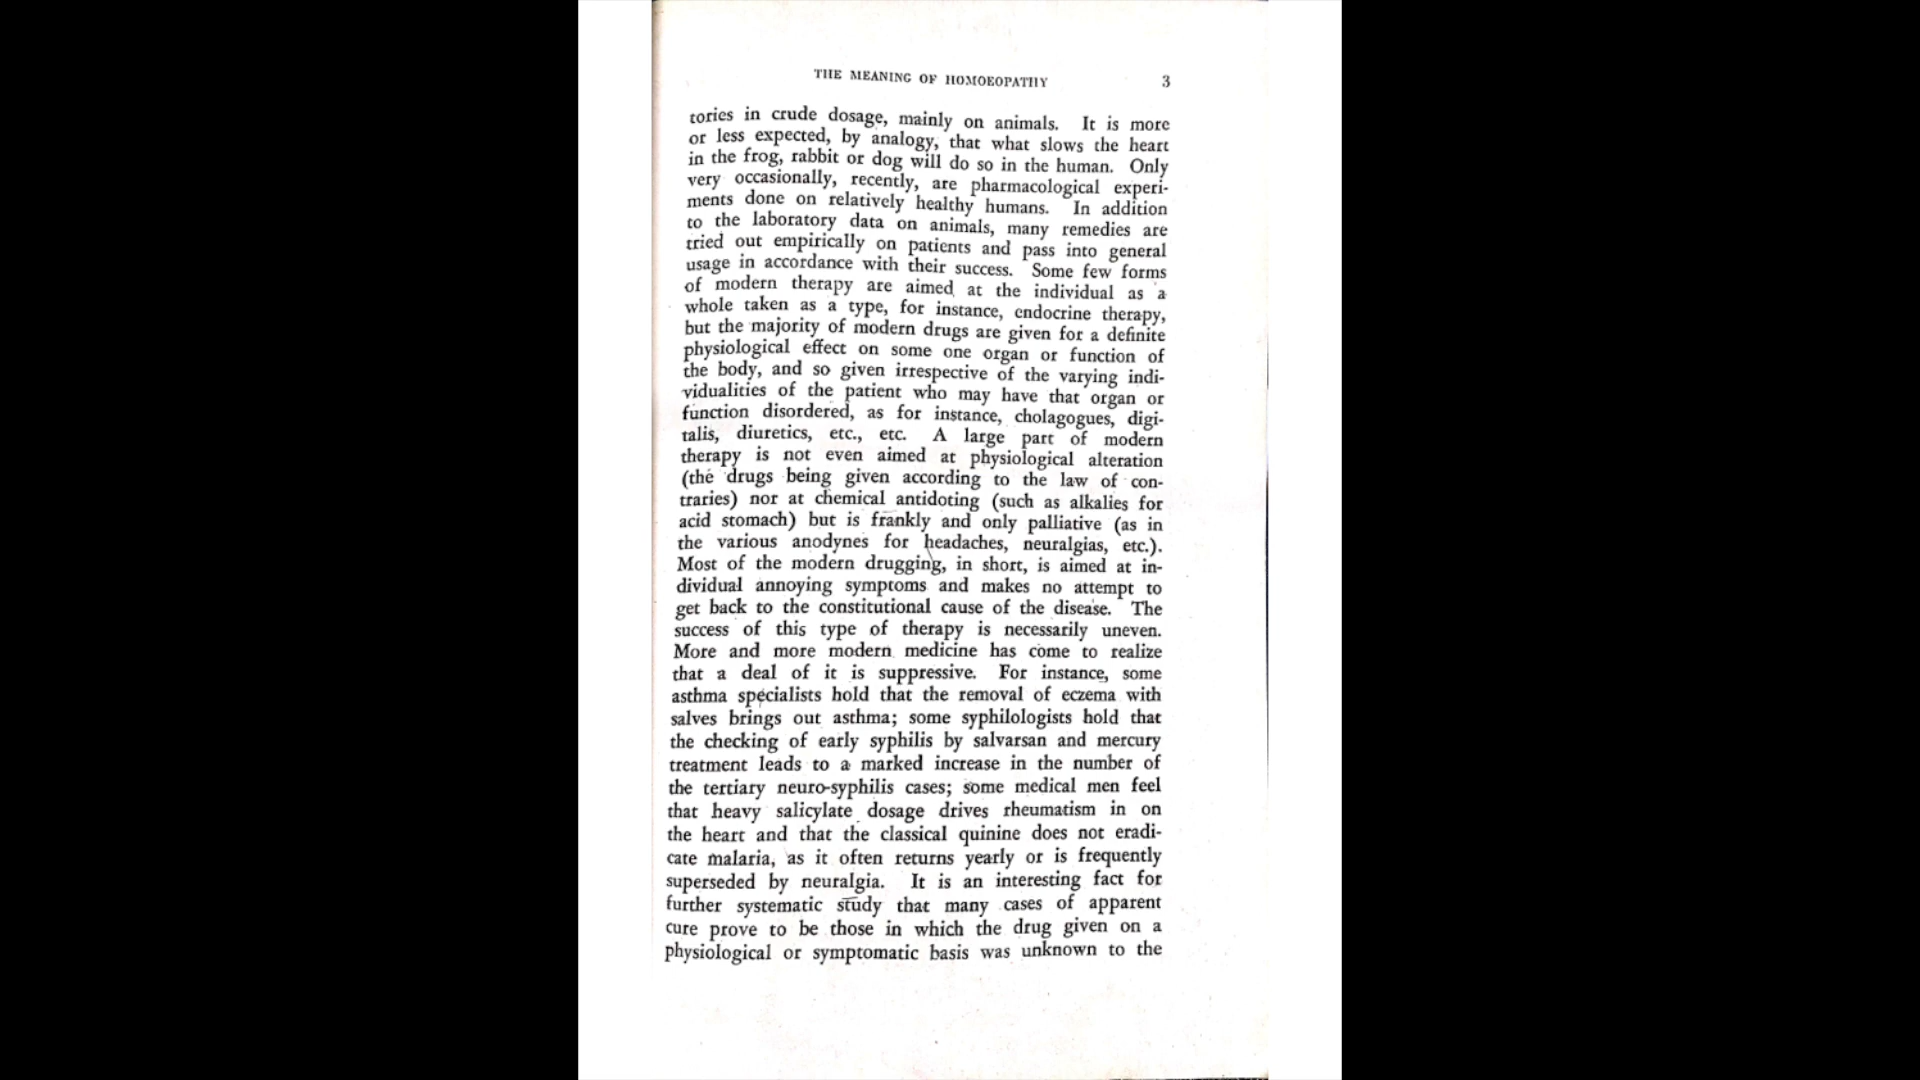 THE MEANING OF HOMOEOPATHY 3
tories in crude dosage, mainly on animals. It is more
or less expected, by analogy, that what slows the heart
in the frog, rabbit or dog will do so in the human. Only
very occasionally, recently, are pharmacological experi-
ments done on relatively healthy humans. In addition
to the laboratory data on animals, many remedies are
tried out empirically on patients and pass into general
usage in accordance with their success. Some few forms
of modern therapy are aimed at the individual as a
whole taken as a type, for instance, endocrine therapy,
but the majority of modern drugs are given for a definite
physiological effect on some one organ or function of
the body, and so given irrespective of the varying indi-
vidualities of the patient who may have that organ or
function disordered, as for instance, cholagogues, digi-
talis, diuretics, etc., etc. A large part of modern
therapy is not even aimed at physiological alteration
(the drugs being given according to the law of con-
traries) nor at chemical antidoting (such as alkalies for
acid stomach) but is frankly and only palliative (as in
the various anodynes for headaches, neuralgias, etc.).
Most of the modern drugging, in short, is aimed at in-
dividual annoying symptoms and makes no attempt to
get back to the constitutional cause of the disease. The
success of this type of therapy is necessarily uneven.
More and more modern medicine has come to realize
that a deal of it is suppressive. For instance, some
asthma specialists hold that the removal of eczema with
salves brings out asthma; some syphilologists hold that
the checking of early syphilis by salvarsan and mercury
treatment leads to a marked increase in the number of
the tertiary neuro-syphilis cases; some medical men feel
that heavy salicylate dosage drives rheumatism in on
the heart and that the classical quinine does not eradi-
cate malaria, as it often returns yearly or is frequently
superseded by neuralgia. It is an interesting fact for
further systematic study that many cases of apparent
cure prove to be those in which the drug given on a
physiological or symptomatic basis was unknown to the